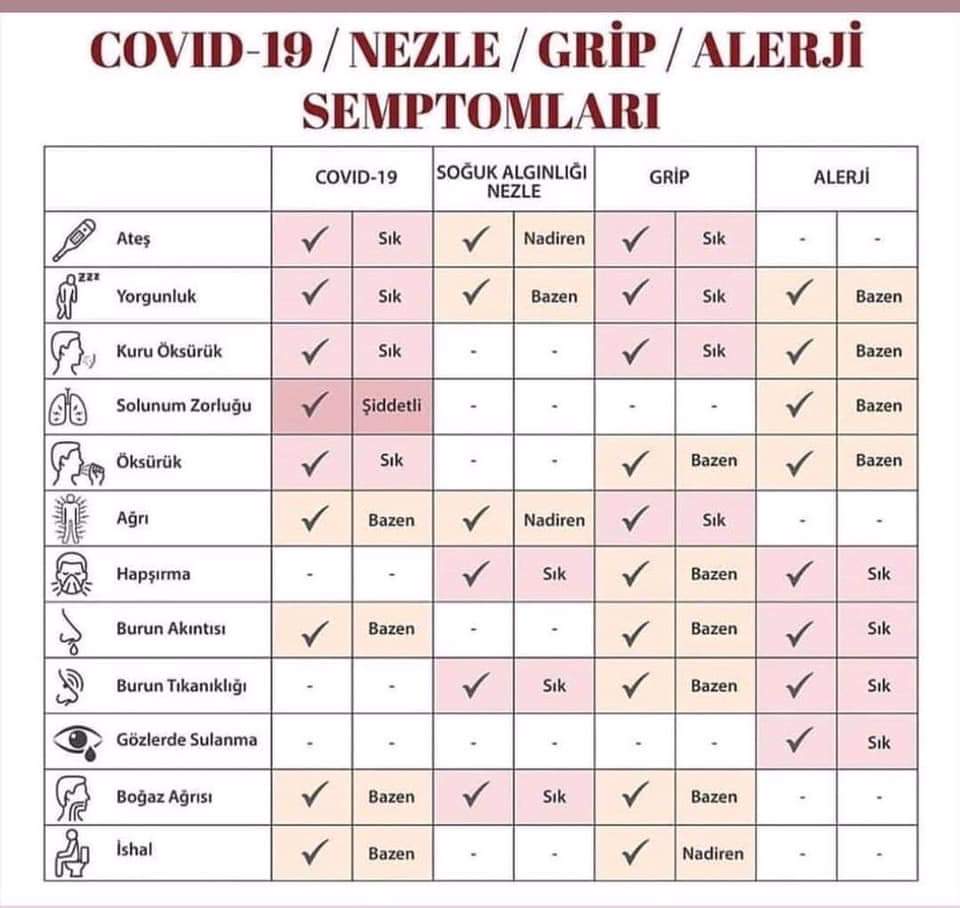 COVID-19 / NEZLE / GRİP / ALERJİ
SEMPTOMLARI
COVID-19 SOĞUK ALGINLIĞI NEZLE GRİP ALERJİ
Ateş ✓ Sık ✓ Nadiren ✓ Sık - -
zzz
Yorgunluk ✓ Sık ✓ Bazen ✓ Sık ✓ Bazen
Kuru Öksürük ✓ Sık - - ✓ Sık ✓ Bazen
Solunum Zorluğu ✓ Şiddetli - - - - ✓ Bazen
Öksürük ✓ Sık - - ✓ Bazen ✓ Bazen
Ağrı ✓ Bazen ✓ Nadiren ✓ Sık - -
Hapşırma - - ✓ Sık ✓ Bazen ✓ Sık
Burun Akıntısı ✓ Bazen - - ✓ Bazen ✓ Sık
Burun Tıkanıklığı - - ✓ Sık ✓ Bazen ✓ Sık
Gözlerde Sulanma - - - - - - ✓ Sık
Boğaz Ağrısı ✓ Bazen ✓ Sık ✓ Bazen - -
İshal ✓ Bazen - - ✓ Nadiren - -